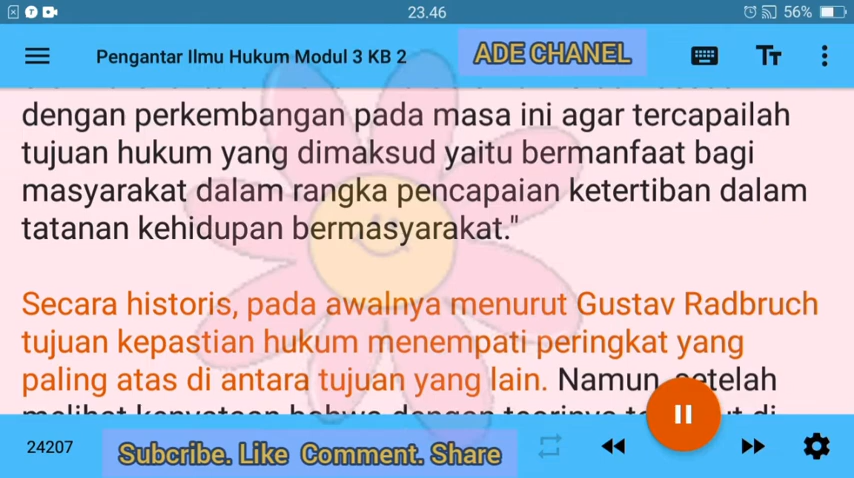 23.46
56%
Pengantar Ilmu Hukum Modul 3 KB 2
ADE CHANEL
dengan perkembangan pada masa ini agar tercapailah
tujuan hukum yang dimaksud yaitu bermanfaat bagi
masyarakat dalam rangka pencapaian ketertiban dalam
tatanan kehidupan bermasyarakat."
Secara historis, pada awalnya menurut Gustav Radbruch
tujuan kepastian hukum menempati peringkat yang
paling atas di antara tujuan yang lain. Namun, setelah
24207
Subcribe. Like Comment. Share